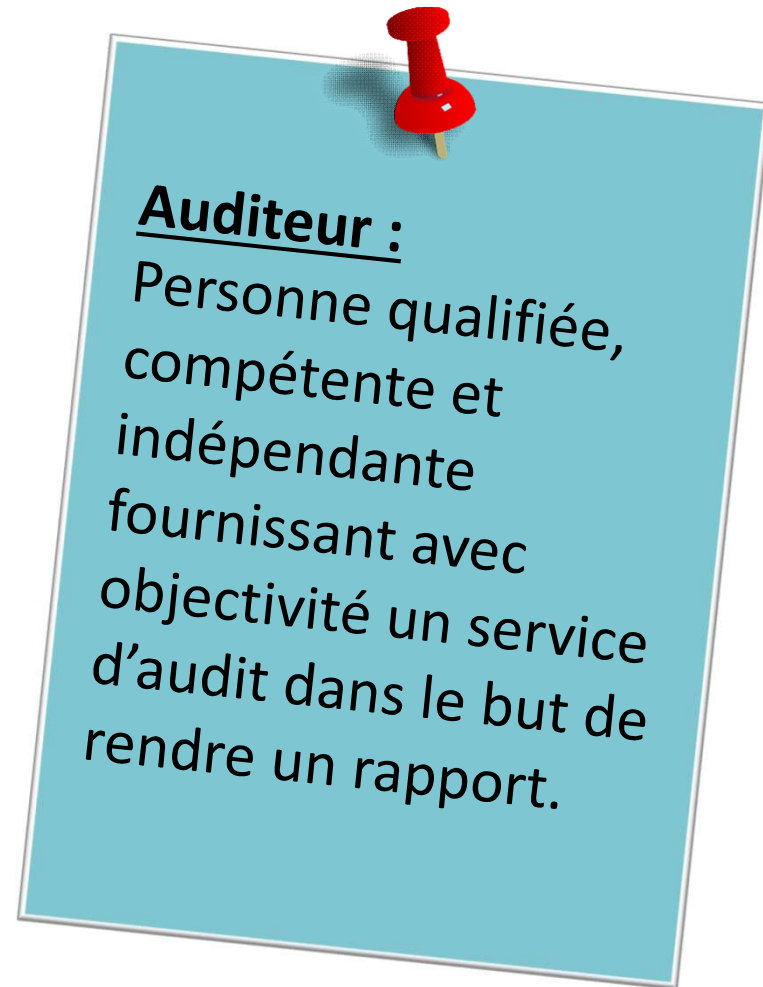 Auditeur :
Personne qualifiée,
compétente et
indépendante
fournissant avec
objectivité un service
d’audit dans le but de
rendre un rapport.